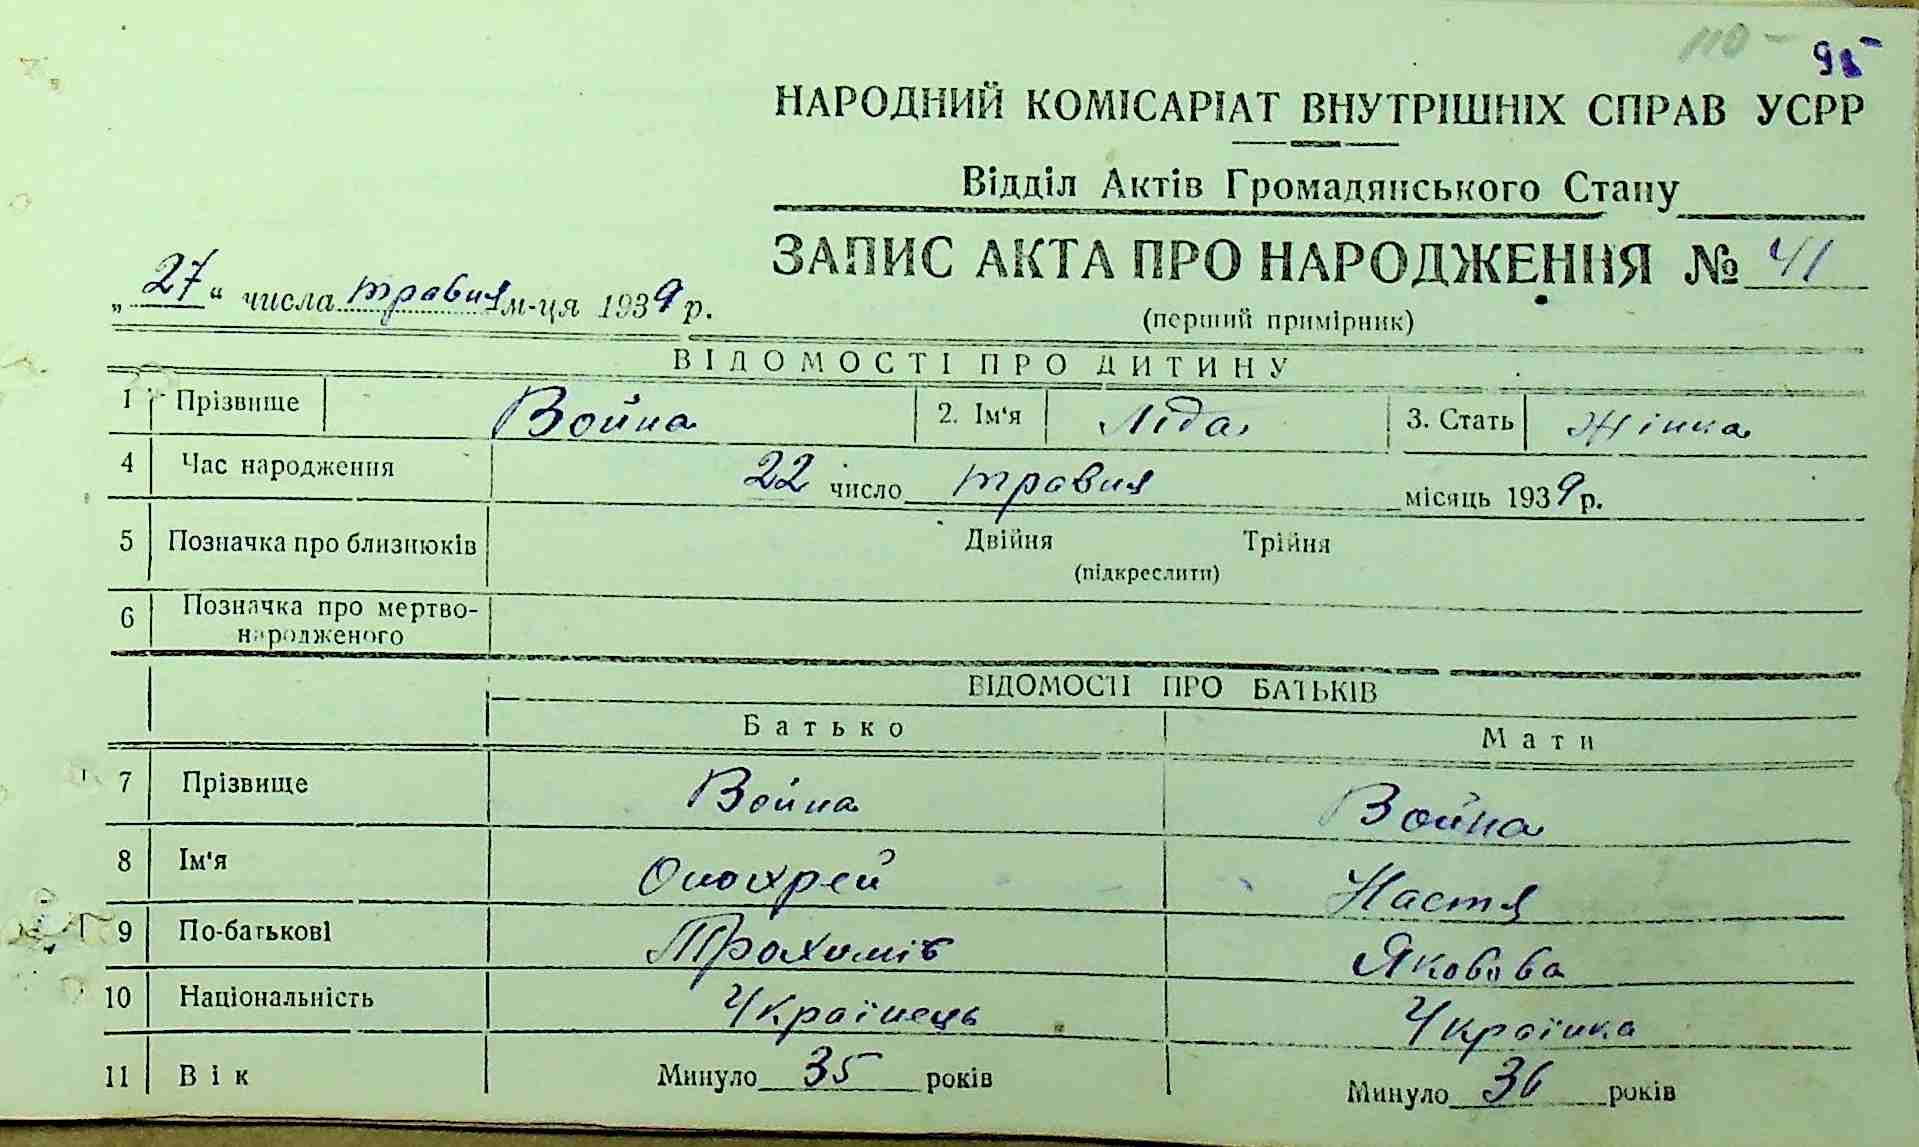 110 -
НАРОДНИЙ КОМІСАРІАТ ВНУТРІШНІХ СПРАВ УСРР
Відділ Актів Громадянського Стану
ЗАПИС АКТА ПРО НАРОДЖЕННЯ № 41
„27“ числа травня м-ця 1939 р.
(перший примірник)
ВІДОМОСТІ ПРО ДИТИНУ
1 Прізвище Война 2. Ім'я Ліда 3. Стать жінка
4 Час народження 22 число травня місяць 1939 р.
5 Позначка про близнюків Двійня Трійня
(підкреслити)
6 Позначка про мертво-
народженого
ВІДОМОСТІ ПРО БАТЬКІВ
Батько Мати
7 Прізвище Война Война
8 Ім'я Онохрей Настя
9 По-батькові Трохимів Яковова
10 Національність Українець Українка
11 Вік Минуло 35 років Минуло 36 років